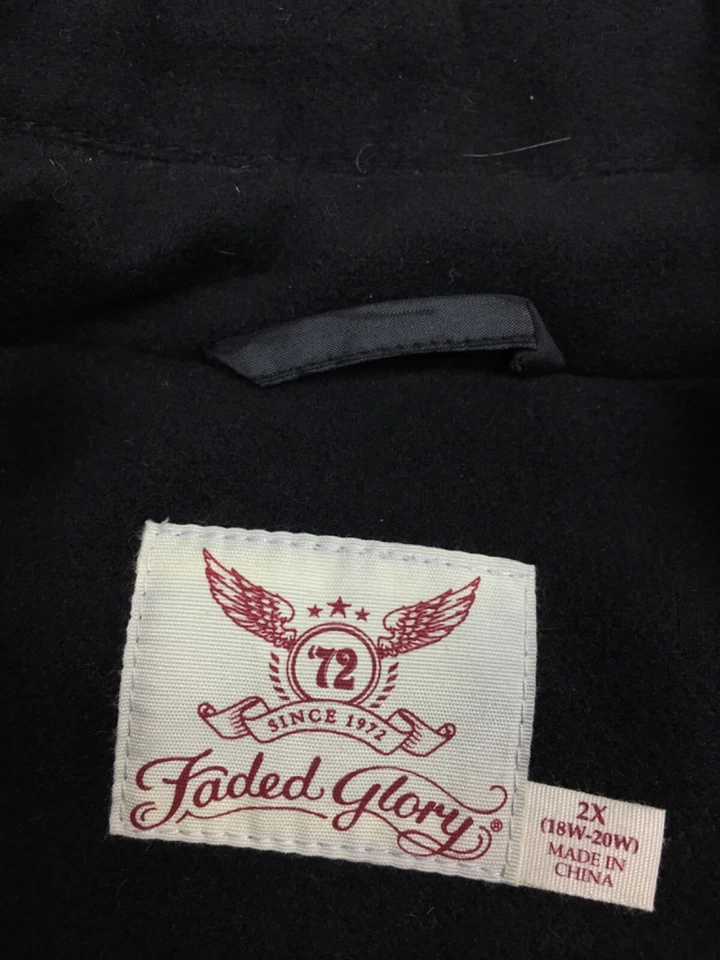 '72
SINCE 1972
Faded Glory®
2X
(18W-20W)
MADE IN
CHINA